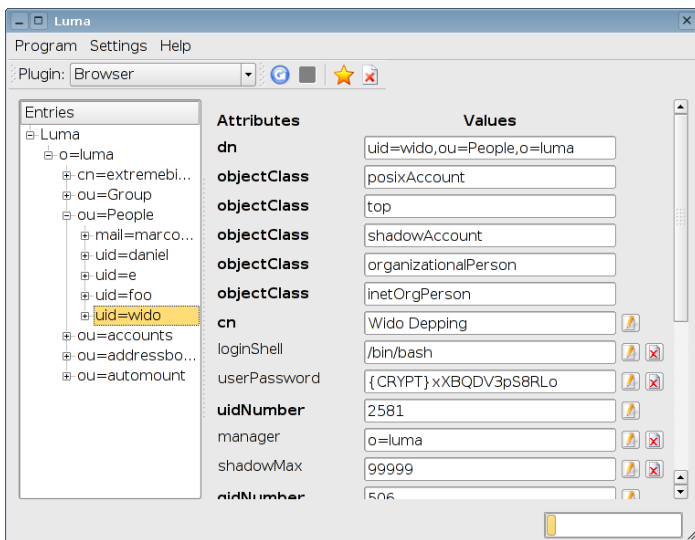 Luma
Program Settings Help
Plugin: Browser
Entries
Luma
o=luma
cn=extremebi...
ou=Group
ou=People
mail=marco...
uid=daniel
uid=e
uid=foo
uid=wido
ou=accounts
ou=addressbo...
ou=automount
Attributes Values
dn uid=wido,ou=People,o=luma
objectClass posixAccount
objectClass top
objectClass shadowAccount
objectClass organizationalPerson
objectClass inetOrgPerson
cn Wido Depping
loginShell /bin/bash
userPassword {CRYPT}xXBQDV3pS8RLo
uidNumber 2581
manager o=luma
shadowMax 99999
gidNumber 506